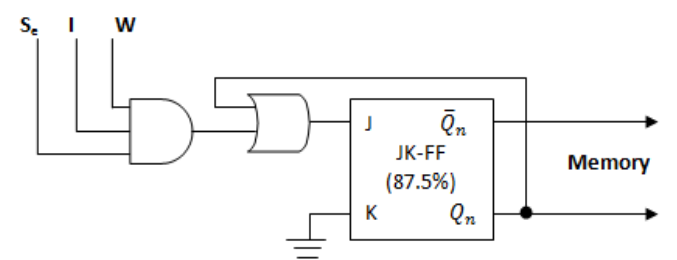 Sₑ I W
J Q̄ₙ
JK-FF
(87.5%)
Memory
K Qₙ